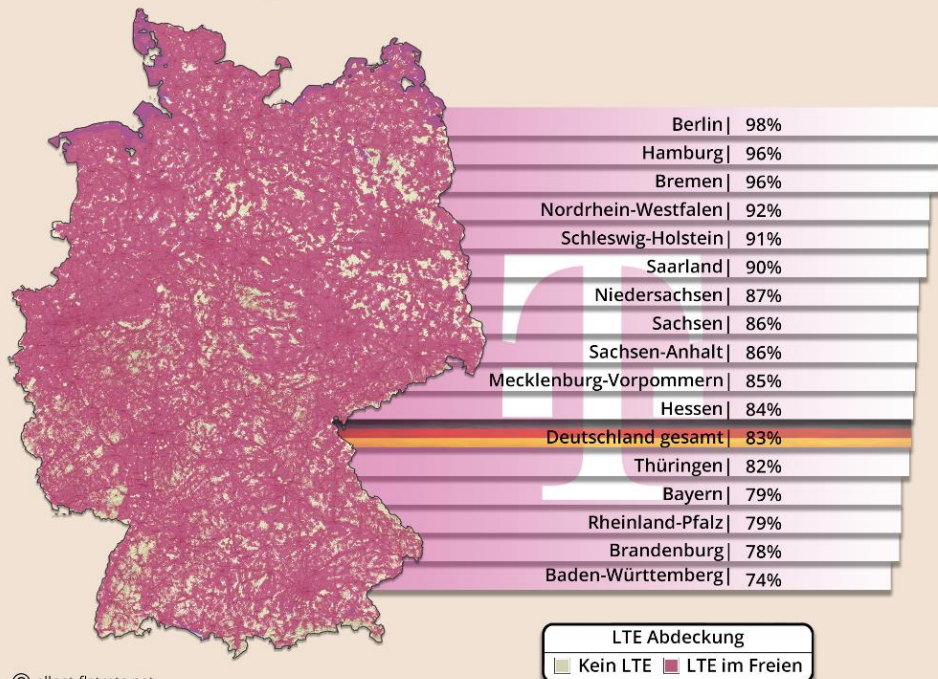 Berlin| 98%
Hamburg| 96%
Bremen| 96%
Nordrhein-Westfalen| 92%
Schleswig-Holstein| 91%
Saarland| 90%
Niedersachsen| 87%
Sachsen| 86%
Sachsen-Anhalt| 86%
Mecklenburg-Vorpommern| 85%
Hessen| 84%
Deutschland gesamt| 83%
Thüringen| 82%
Bayern| 79%
Rheinland-Pfalz| 79%
Brandenburg| 78%
Baden-Württemberg| 74%
T
LTE Abdeckung
Kein LTE LTE im Freien